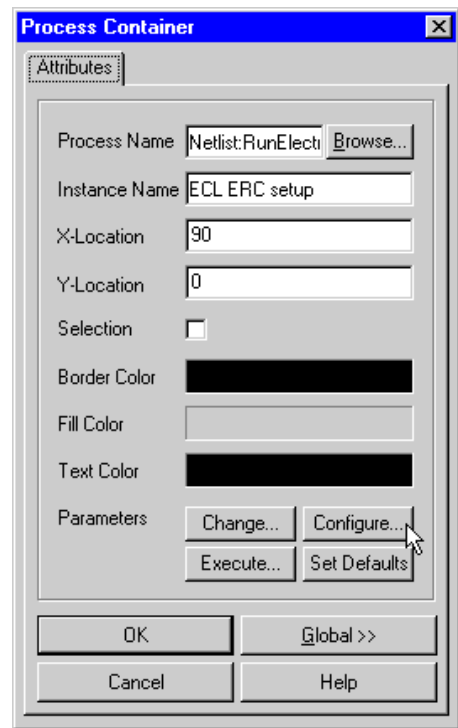 Process Container
Attributes
Process Name Netlist:RunElectr Browse...
Instance Name ECL ERC setup
X-Location 90
Y-Location 0
Selection
Border Color
Fill Color
Text Color
Parameters Change... Configure...
Execute... Set Defaults
OK Global >>
Cancel Help